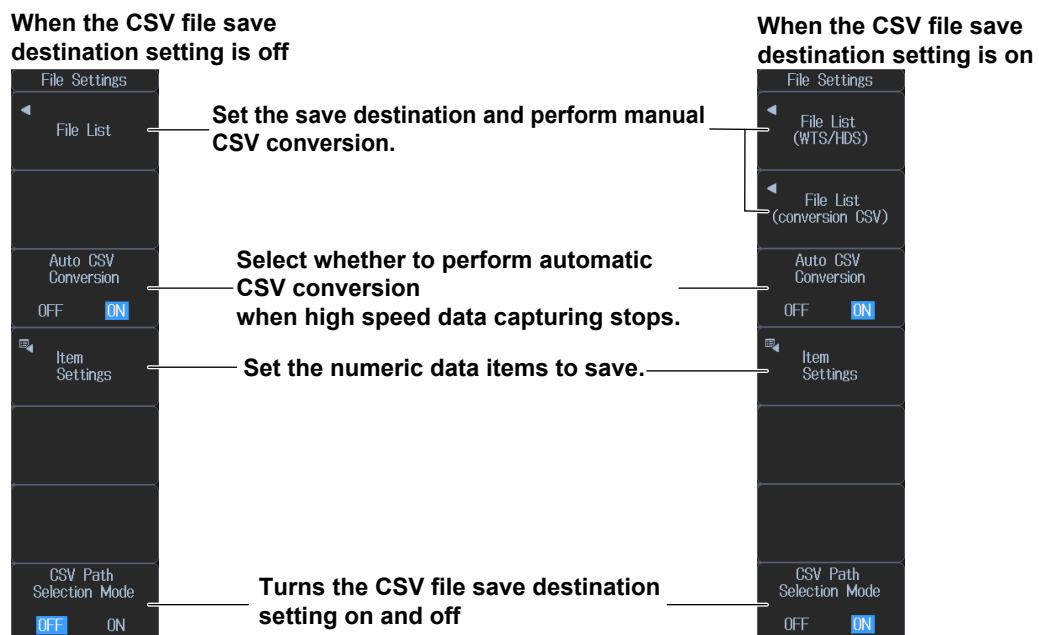 When the CSV file save
destination setting is off
File Settings
File List
Auto CSV
Conversion
OFF ON
Item
Settings
CSV Path
Selection Mode
OFF ON
Set the save destination and perform manual
CSV conversion.
Select whether to perform automatic
CSV conversion
when high speed data capturing stops.
Set the numeric data items to save.
Turns the CSV file save destination
setting on and off
When the CSV file save
destination setting is on
File Settings
File List
(WTS/HDS)
File List
(conversion CSV)
Auto CSV
Conversion
OFF ON
Item
Settings
CSV Path
Selection Mode
OFF ON